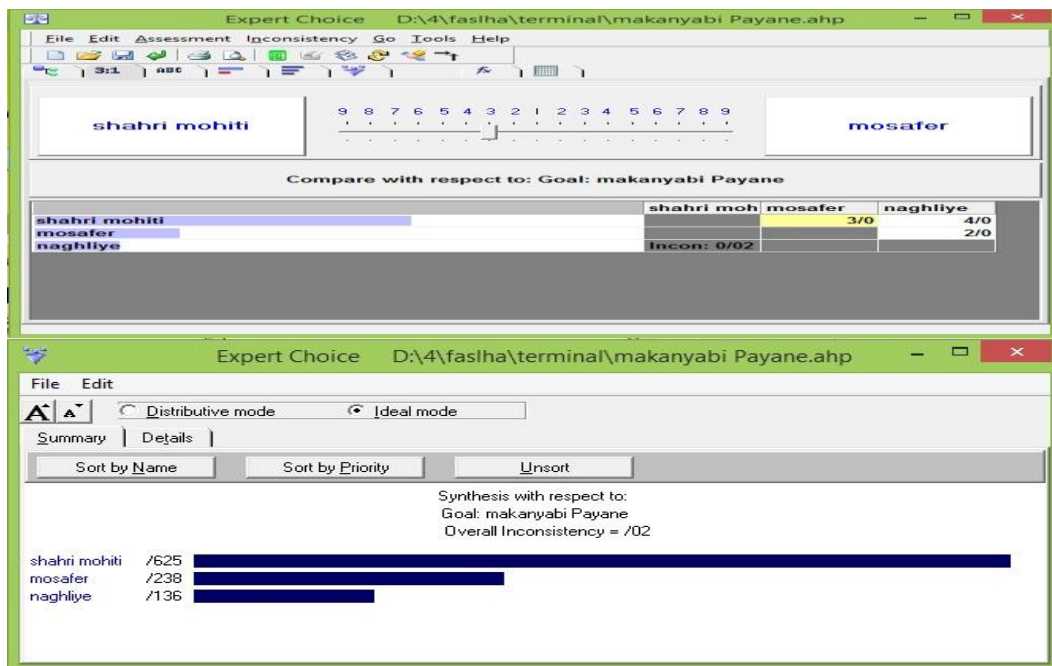 Expert Choice D:\4\faslha\terminal\makanyabi Payane.ahp
File Edit Assessment Inconsistency Go Tools Help
3:1 ABC
9 8 7 6 5 4 3 2 1 2 3 4 5 6 7 8 9
shahri mohiti mosafer
Compare with respect to: Goal: makanyabi Payane
shahri moh mosafer naghliye
shahri mohiti 3/0 4/0
mosafer 2/0
naghliye Incon: 0/02
Expert Choice D:\4\faslha\terminal\makanyabi Payane.ahp
File Edit
A A Distributive mode Ideal mode
Summary Details
Sort by Name Sort by Priority Unsort
Synthesis with respect to:
Goal: makanyabi Payane
Overall Inconsistency = /02
shahri mohiti /625
mosafer /238
naghliye /136